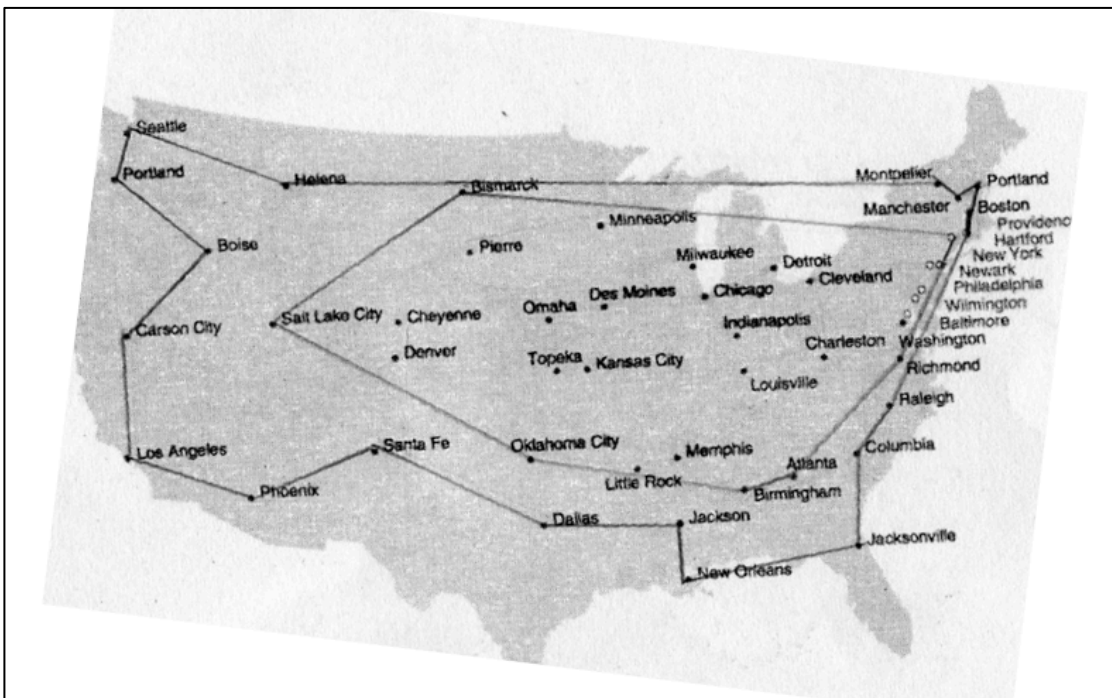 Seattle
Portland
Helena
Bismarck
Montpelier
Portland
Manchester
Boston
Minneapolis
Providenc
Boise
Pierre
Hartford
Milwaukee
Detroit
New York
Cleveland
Newark
Des Moines
Chicago
Philadelphia
Omaha
Wilmington
Salt Lake City
Cheyenne
Indianapolis
Baltimore
Carson City
Charleston
Washington
Denver
Topeka
Kansas City
Richmond
Louisville
Raleigh
Los Angeles
Santa Fe
Oklahoma City
Memphis
Columbia
Atlanta
Little Rock
Phoenix
Birmingham
Dallas
Jackson
Jacksonville
New Orleans